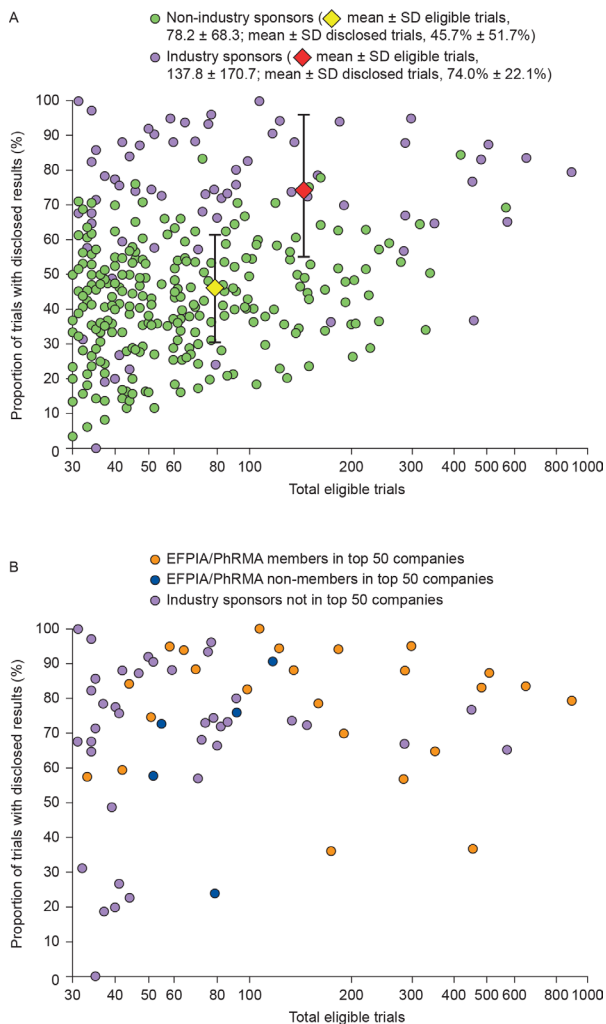 A
Non-industry sponsors ( mean ± SD eligible trials,
78.2 ± 68.3; mean ± SD disclosed trials, 45.7% ± 51.7%)
Industry sponsors ( mean ± SD eligible trials,
137.8 ± 170.7; mean ± SD disclosed trials, 74.0% ± 22.1%)
Proportion of trials with disclosed results (%)
100
90
80
70
60
50
40
30
20
10
0
30 40 50 60 80 100 200 300 400 500 600 900 1000
Total eligible trials
B
EFPIA/PhRMA members in top 50 companies
EFPIA/PhRMA non-members in top 50 companies
Industry sponsors not in top 50 companies
Proportion of trials with disclosed results (%)
100
90
80
70
60
50
40
30
20
10
0
30 40 50 60 80 100 200 300 400 500 600 900 1000
Total eligible trials